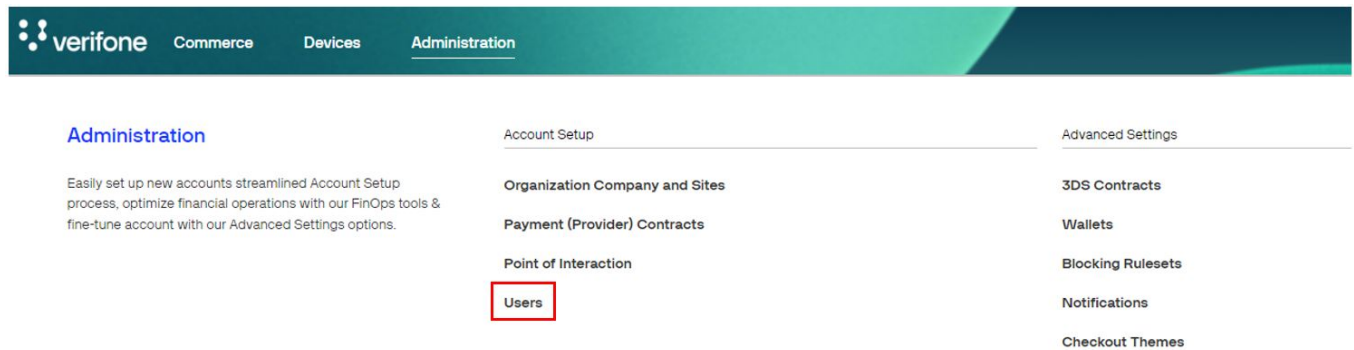 verifone Commerce Devices Administration
Administration
Easily set up new accounts streamlined Account Setup
process, optimize financial operations with our FinOps tools &
fine-tune account with our Advanced Settings options.
Account Setup
Organization Company and Sites
Payment (Provider) Contracts
Point of Interaction
Users
Advanced Settings
3DS Contracts
Wallets
Blocking Rulesets
Notifications
Checkout Themes